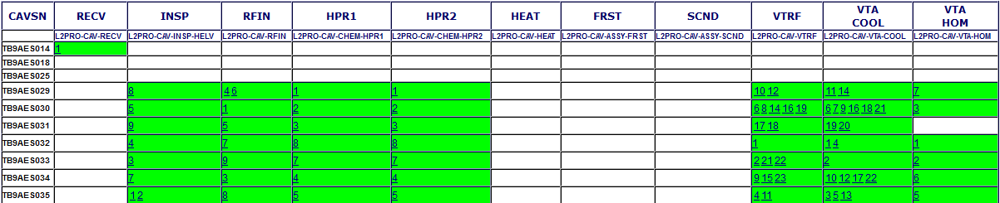 CAVSN RECV INSP RFIN HPR1 HPR2 HEAT FRST SCND VTRF VTA COOL VTA HOM
L2PRO-CAV-RECV L2PRO-CAV-INSP-HELV L2PRO-CAV-RFIN L2PRO-CAV-CHEM-HPR1 L2PRO-CAV-CHEM-HPR2 L2PRO-CAV-HEAT L2PRO-CAV-ASSY-FRST L2PRO-CAV-ASSY-SCND L2PRO-CAV-VTRF L2PRO-CAV-VTA-COOL L2PRO-CAV-VTA-HOM
TB9AES014 1
TB9AES018
TB9AES025
TB9AES029 8 4 6 1 1 10 12 11 14 7
TB9AES030 5 1 2 2 6 8 14 16 19 6 7 9 16 18 21 3
TB9AES031 9 5 3 3 17 18 19 20
TB9AES032 4 7 8 8 1 1 4 1
TB9AES033 3 9 7 7 2 21 22 2 2
TB9AES034 7 3 4 4 9 15 23 10 12 17 22 6
TB9AES035 1 2 8 5 5 4 11 3 5 13 5